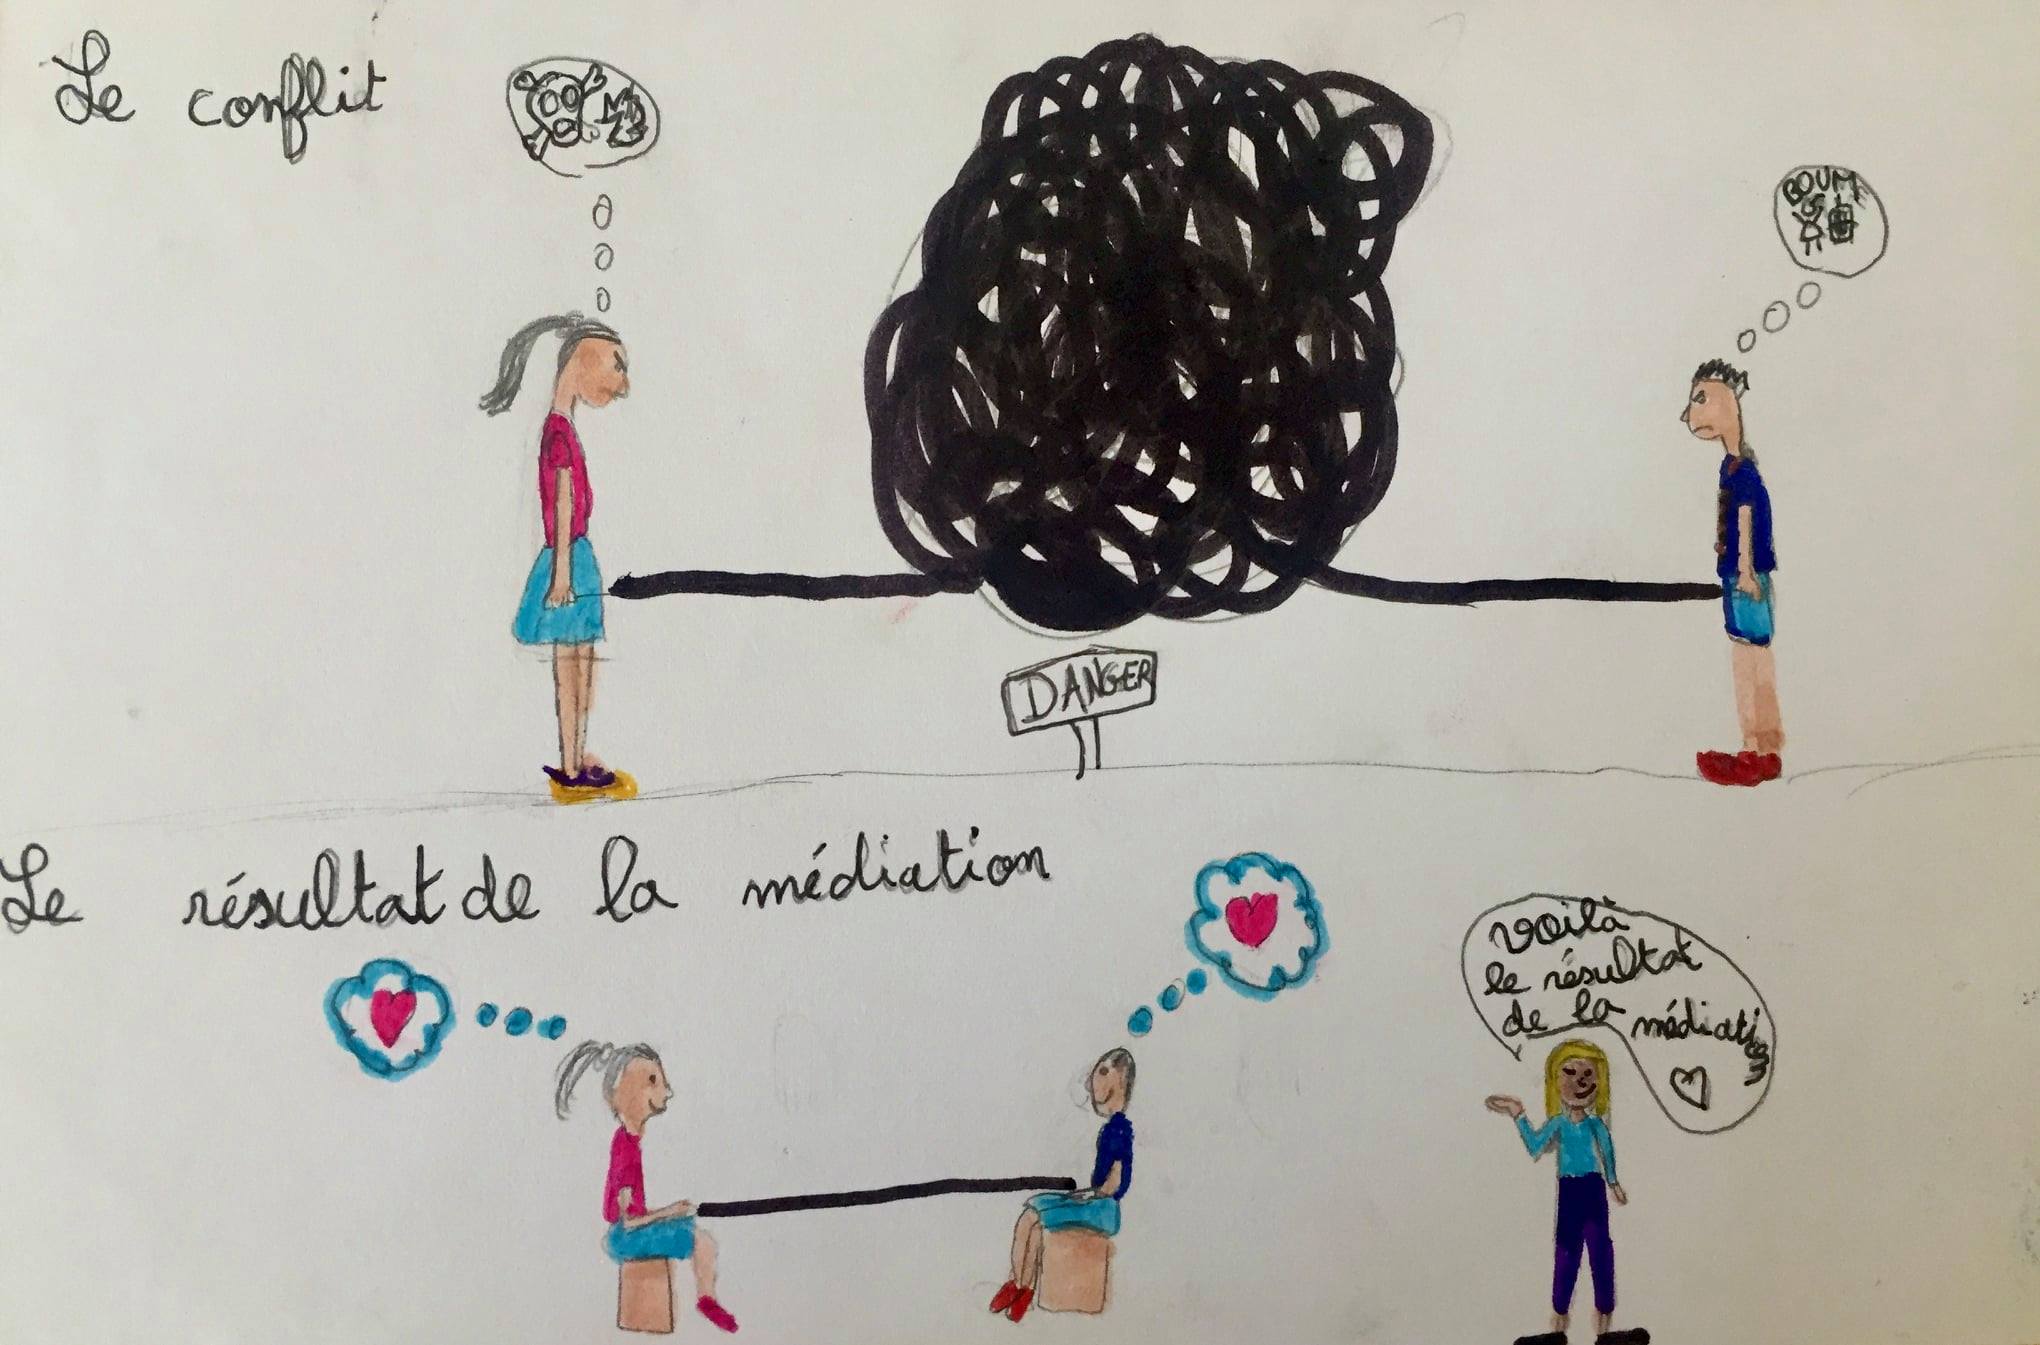 Le conflit
BOUM
DANGER
Le résultat de la médiation
voilà
le résultat
de la médiation